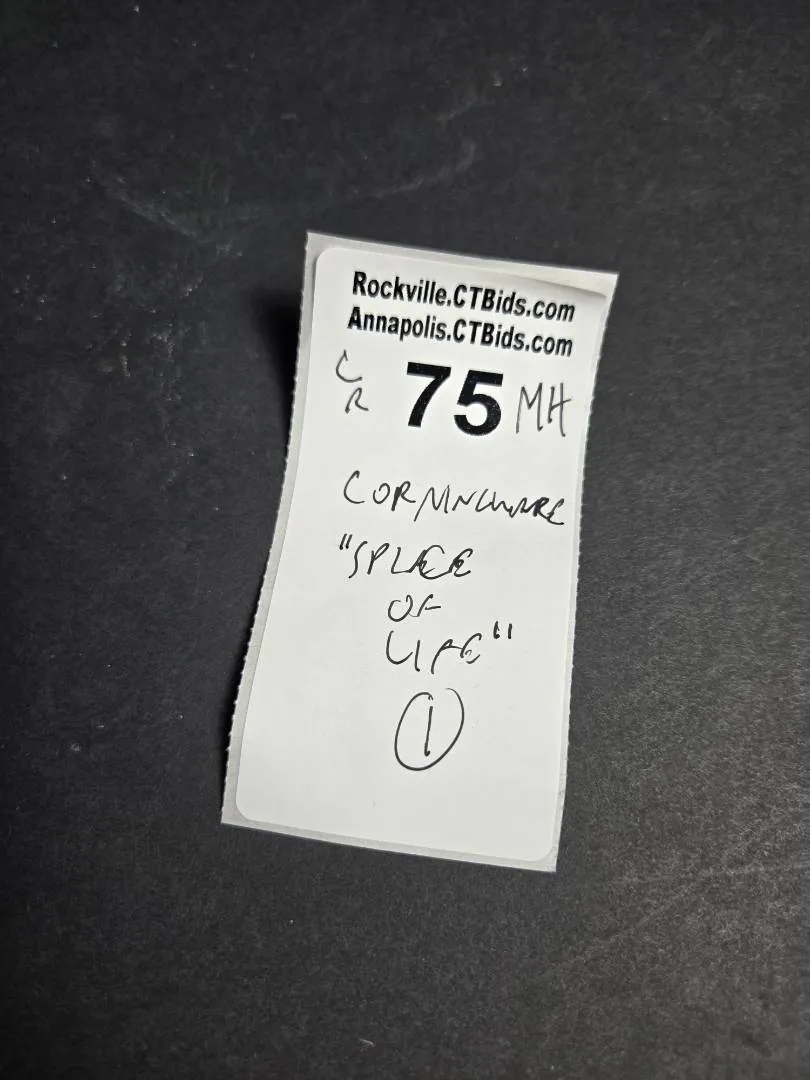 Rockville.CTBids.com
Annapolis.CTBids.com
CR 75 MH
CORNINGWARE
"SPICE
OF
LIFE"
1